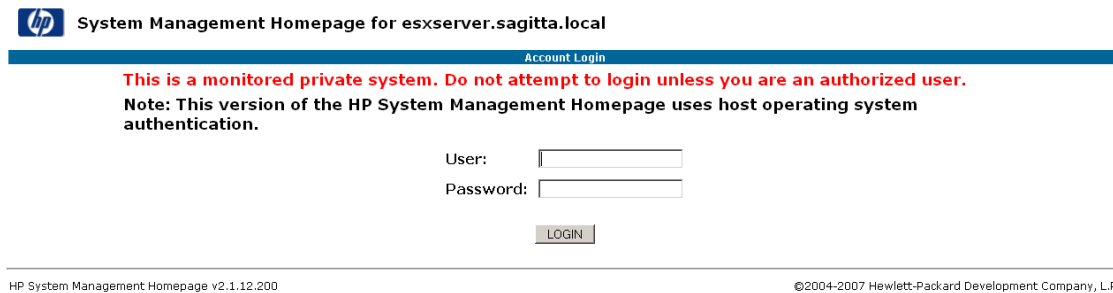 hp System Management Homepage for esxserver.sagitta.local
Account Login
This is a monitored private system. Do not attempt to login unless you are an authorized user.
Note: This version of the HP System Management Homepage uses host operating system
authentication.
User:
Password:
LOGIN
HP System Management Homepage v2.1.12.200 ©2004-2007 Hewlett-Packard Development Company, L.P